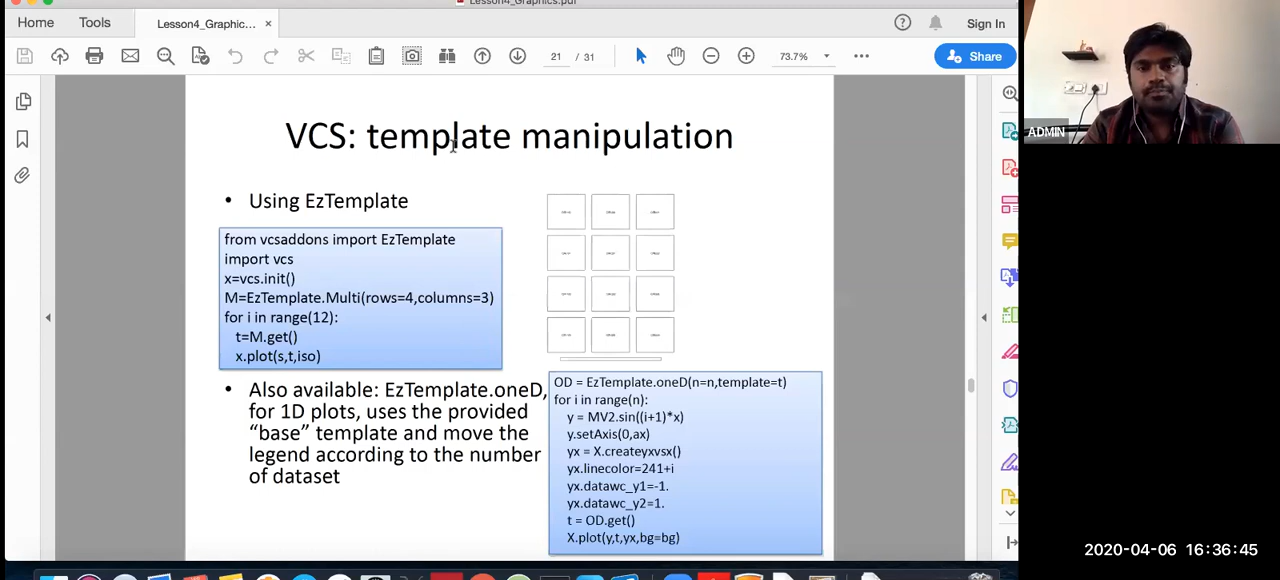 Lesson4_Graphics.pdf
Home
Tools
Lesson4_Graphic...
×
Sign In
21 / 31
73.7%
Share
VCS: template manipulation
• Using EzTemplate
from vcsaddons import EzTemplate
import vcs
x=vcs.init()
M=EzTemplate.Multi(rows=4,columns=3)
for i in range(12):
t=M.get()
x.plot(s,t,iso)
• Also available: EzTemplate.oneD,
for 1D plots, uses the provided
“base” template and move the
legend according to the number
of dataset
OD = EzTemplate.oneD(n=n,template=t)
for i in range(n):
y = MV2.sin((i+1)*x)
y.setAxis(0,ax)
yx = X.createyxvsx()
yx.linecolor=241+i
yx.datawc_y1=-1.
yx.datawc_y2=1.
t = OD.get()
X.plot(y,t,yx,bg=bg)
ADMIN
2020-04-06 16:36:45